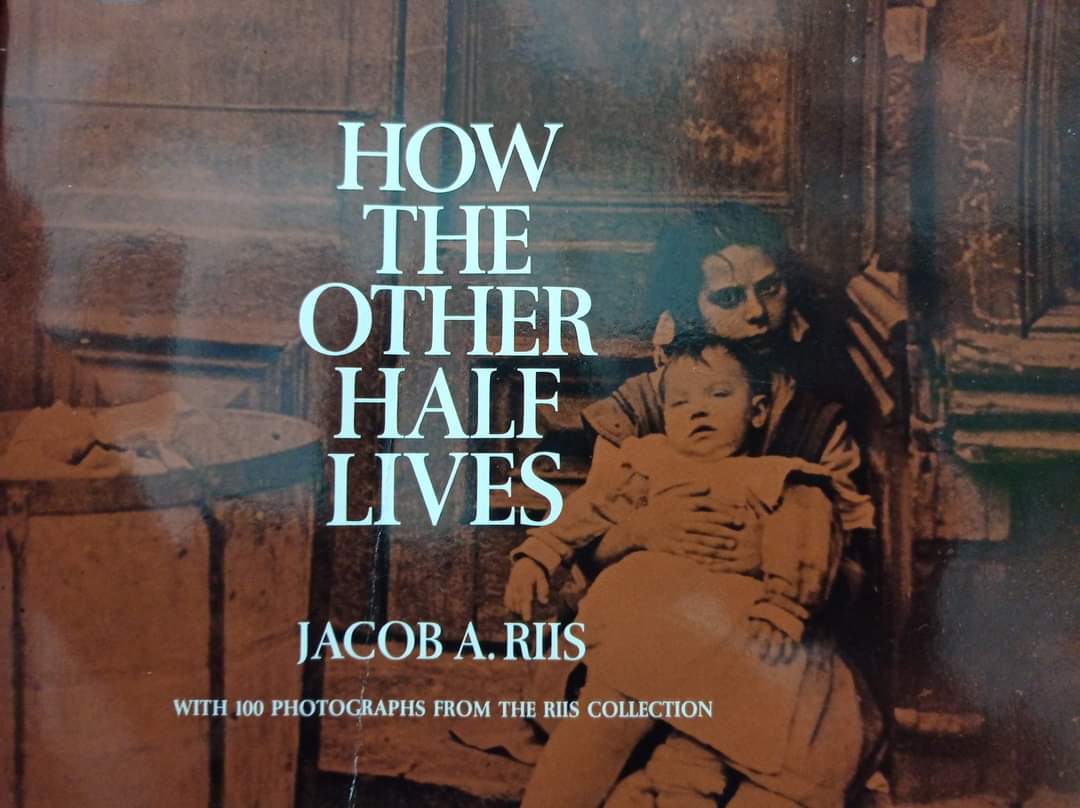 HOW
THE
OTHER
HALF
LIVES
JACOB A. RIIS
WITH 100 PHOTOGRAPHS FROM THE RIIS COLLECTION